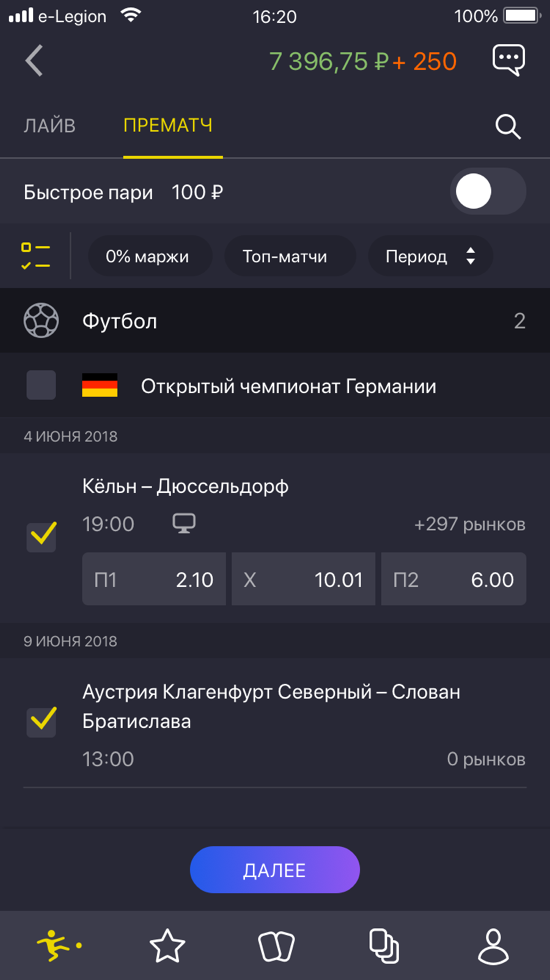 e-Legion 16:20 100%
7 396,75 ₽ + 250
ЛАЙВ ПРЕМАТЧ
Быстрое пари 100 ₽
0% маржи Топ-матчи Период
Футбол 2
Открытый чемпионат Германии
4 ИЮНЯ 2018
Кёльн – Дюссельдорф
19:00 +297 рынков
П1 2.10 X 10.01 П2 6.00
9 ИЮНЯ 2018
Аустрия Клагенфурт Северный – Слован
Братислава
13:00 0 рынков
ДАЛЕЕ